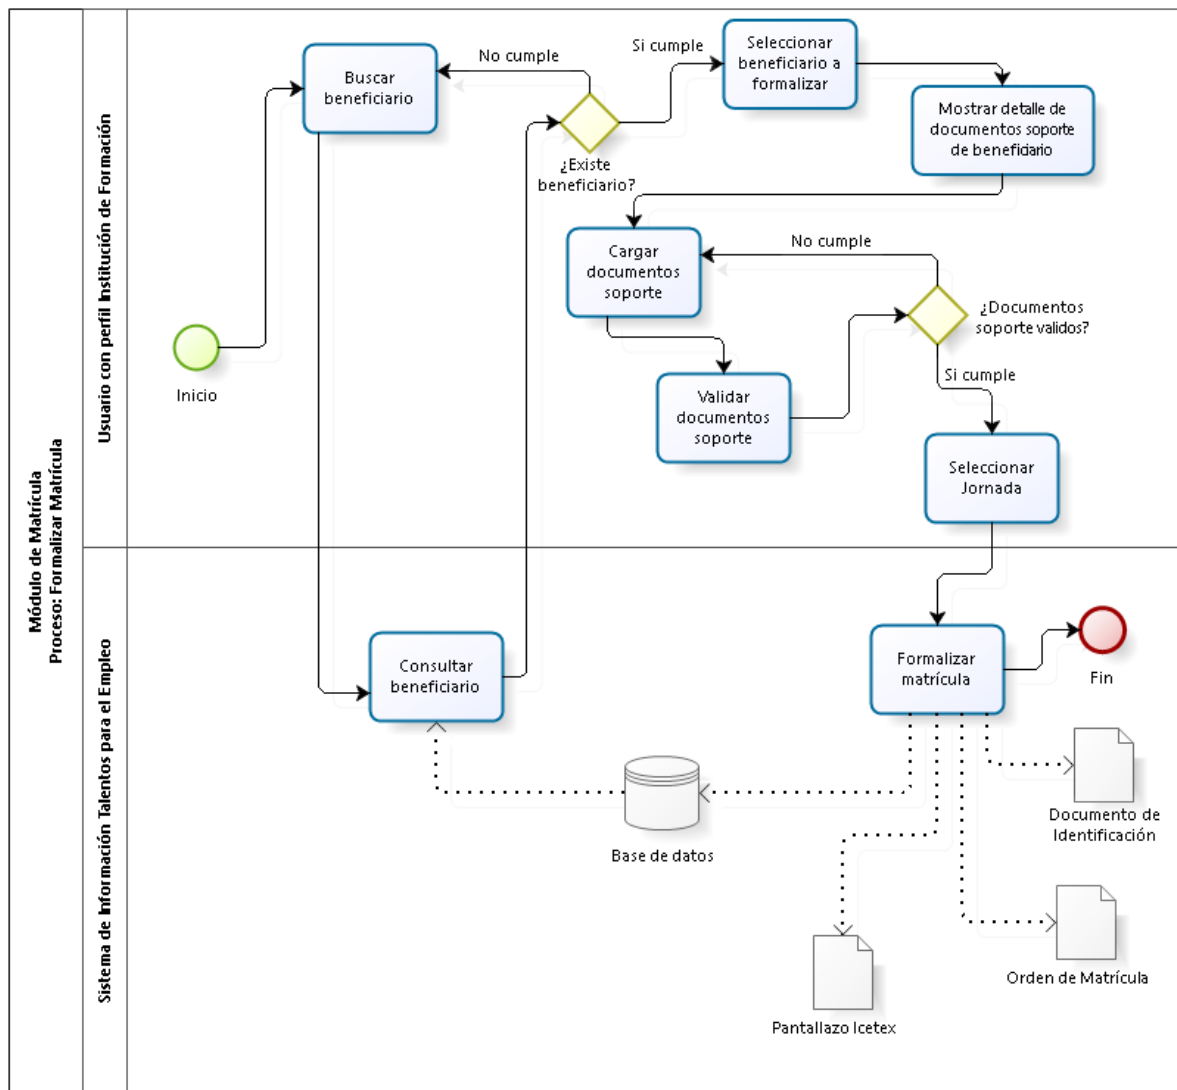 Módulo de Matrícula
Proceso: Formalizar Matrícula
Usuario con perfil Institución de Formación
Inicio
Buscar
beneficiario
No cumple
¿Existe
beneficiario?
Si cumple
Seleccionar
beneficiario a
formalizar
Mostrar detalle de
documentos soporte
de beneficiario
Cargar
documentos
soporte
No cumple
Validar
documentos
soporte
¿Documentos
soporte validos?
Si cumple
Seleccionar
Jornada
Sistema de Información Talentos para el Empleo
Consultar
beneficiario
Formalizar
matrícula
Fin
Base de datos
Documento de
Identificación
Orden de Matrícula
Pantallazo Icetex